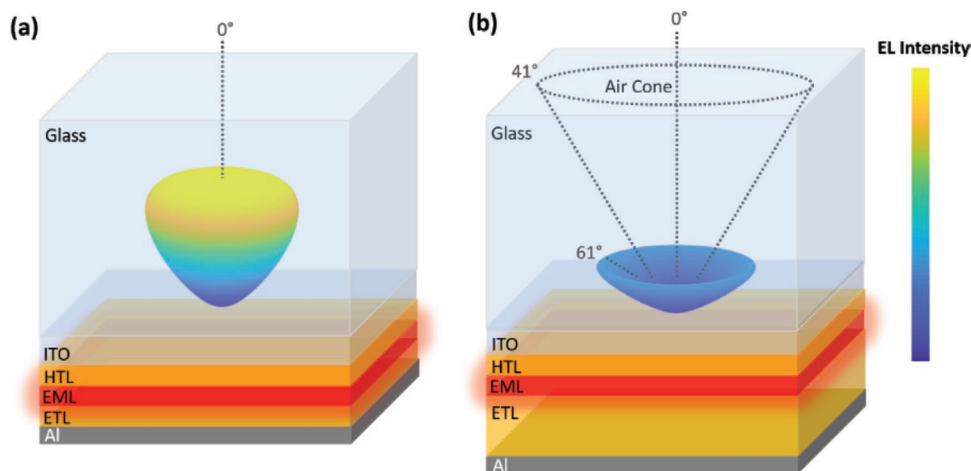 (a)
0°
Glass
ITO
HTL
EML
ETL
Al
(b)
0°
41°
Air Cone
Glass
61°
ITO
HTL
EML
ETL
Al
EL Intensity